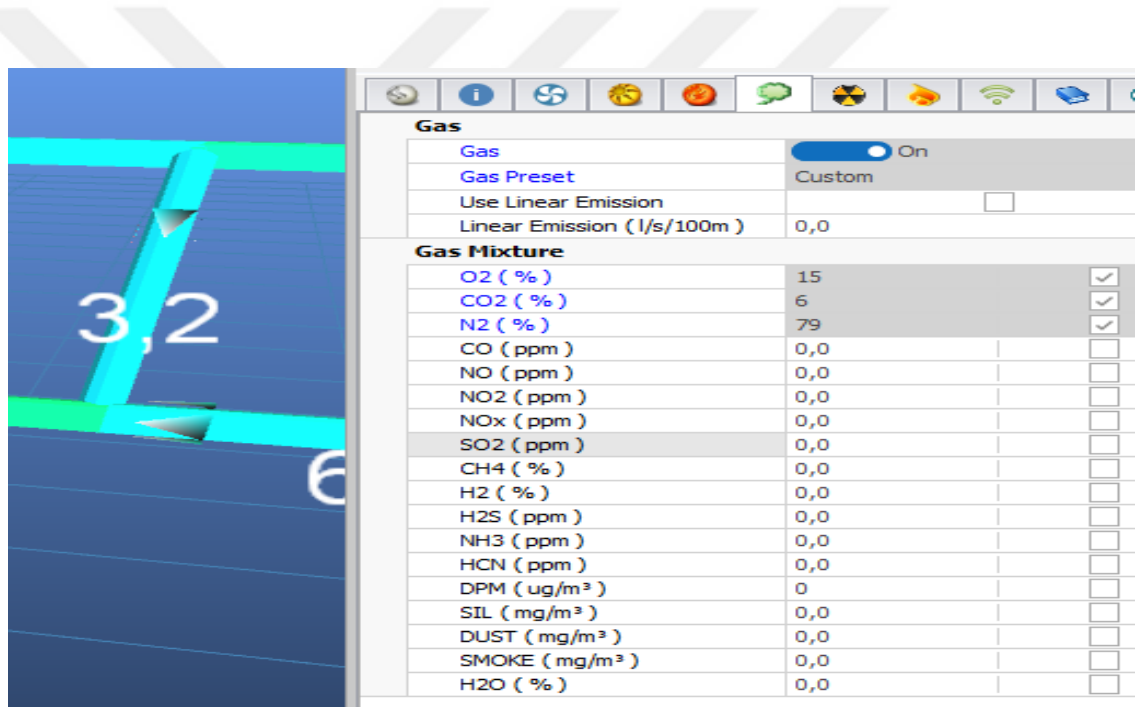 Gas
Gas On
Gas Preset Custom
Use Linear Emission
Linear Emission ( l/s/100m ) 0,0
Gas Mixture
O2 ( % ) 15
CO2 ( % ) 6
N2 ( % ) 79
CO ( ppm ) 0,0
NO ( ppm ) 0,0
NO2 ( ppm ) 0,0
NOx ( ppm ) 0,0
SO2 ( ppm ) 0,0
CH4 ( % ) 0,0
H2 ( % ) 0,0
H2S ( ppm ) 0,0
NH3 ( ppm ) 0,0
HCN ( ppm ) 0,0
DPM ( ug/m³ ) 0
SIL ( mg/m³ ) 0,0
DUST ( mg/m³ ) 0,0
SMOKE ( mg/m³ ) 0,0
H2O ( % ) 0,0
3,2
6